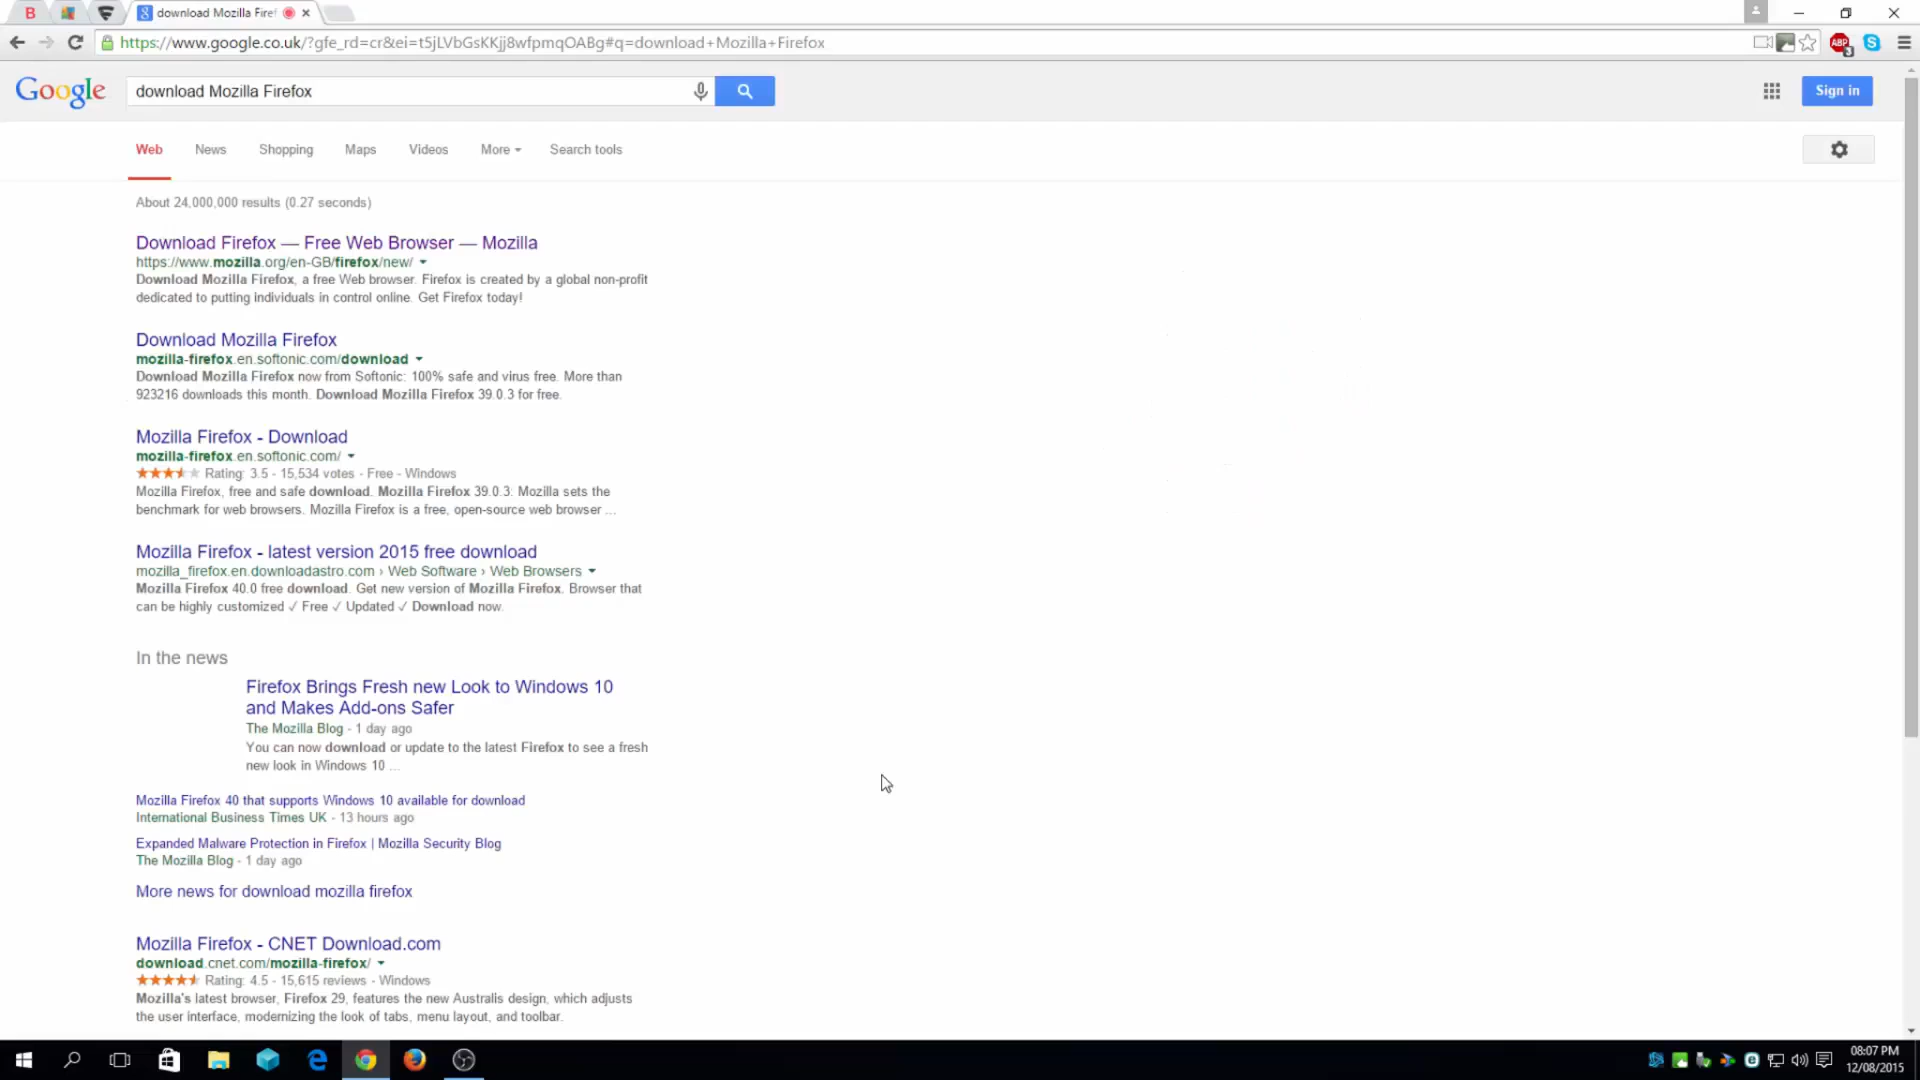 B
download Mozilla Firef
https://www.google.co.uk/?gfe_rd=cr&ei=t5jLVbGsKKjj8wfpmqOABg#q=download+Mozilla+Firefox
ABP
3
Google
download Mozilla Firefox
Sign in
Web
News
Shopping
Maps
Videos
More
Search tools
About 24,000,000 results (0.27 seconds)
Download Firefox — Free Web Browser — Mozilla
https://www.mozilla.org/en-GB/firefox/new/
Download Mozilla Firefox, a free Web browser. Firefox is created by a global non-profit
dedicated to putting individuals in control online. Get Firefox today!
Download Mozilla Firefox
mozilla-firefox.en.softonic.com/download
Download Mozilla Firefox now from Softonic: 100% safe and virus free. More than
923216 downloads this month. Download Mozilla Firefox 39.0.3 for free.
Mozilla Firefox - Download
mozilla-firefox.en.softonic.com/
Rating: 3.5 - 15,534 votes - Free - Windows
Mozilla Firefox, free and safe download. Mozilla Firefox 39.0.3: Mozilla sets the
benchmark for web browsers. Mozilla Firefox is a free, open-source web browser ...
Mozilla Firefox - latest version 2015 free download
mozilla_firefox.en.downloadastro.com › Web Software › Web Browsers
Mozilla Firefox 40.0 free download. Get new version of Mozilla Firefox. Browser that
can be highly customized ✓ Free ✓ Updated ✓ Download now.
In the news
Firefox Brings Fresh new Look to Windows 10
and Makes Add-ons Safer
The Mozilla Blog - 1 day ago
You can now download or update to the latest Firefox to see a fresh
new look in Windows 10 ...
Mozilla Firefox 40 that supports Windows 10 available for download
International Business Times UK - 13 hours ago
Expanded Malware Protection in Firefox | Mozilla Security Blog
The Mozilla Blog - 1 day ago
More news for download mozilla firefox
Mozilla Firefox - CNET Download.com
download.cnet.com/mozilla-firefox/
Rating: 4.5 - 15,615 reviews - Windows
Mozilla's latest browser, Firefox 29, features the new Australis design, which adjusts
the user interface, modernizing the look of tabs, menu layout, and toolbar.
08:07 PM
12/08/2015